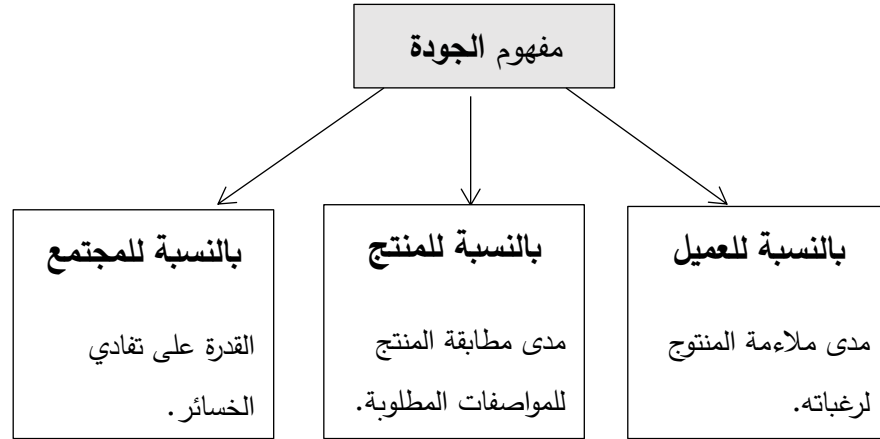 مفهوم الجودة
بالنسبة للعميل
مدى ملاءمة المنتوج
لرغباته.
بالنسبة للمنتج
مدى مطابقة المنتج
للمواصفات المطلوبة.
بالنسبة للمجتمع
القدرة على تفادي
الخسائر.